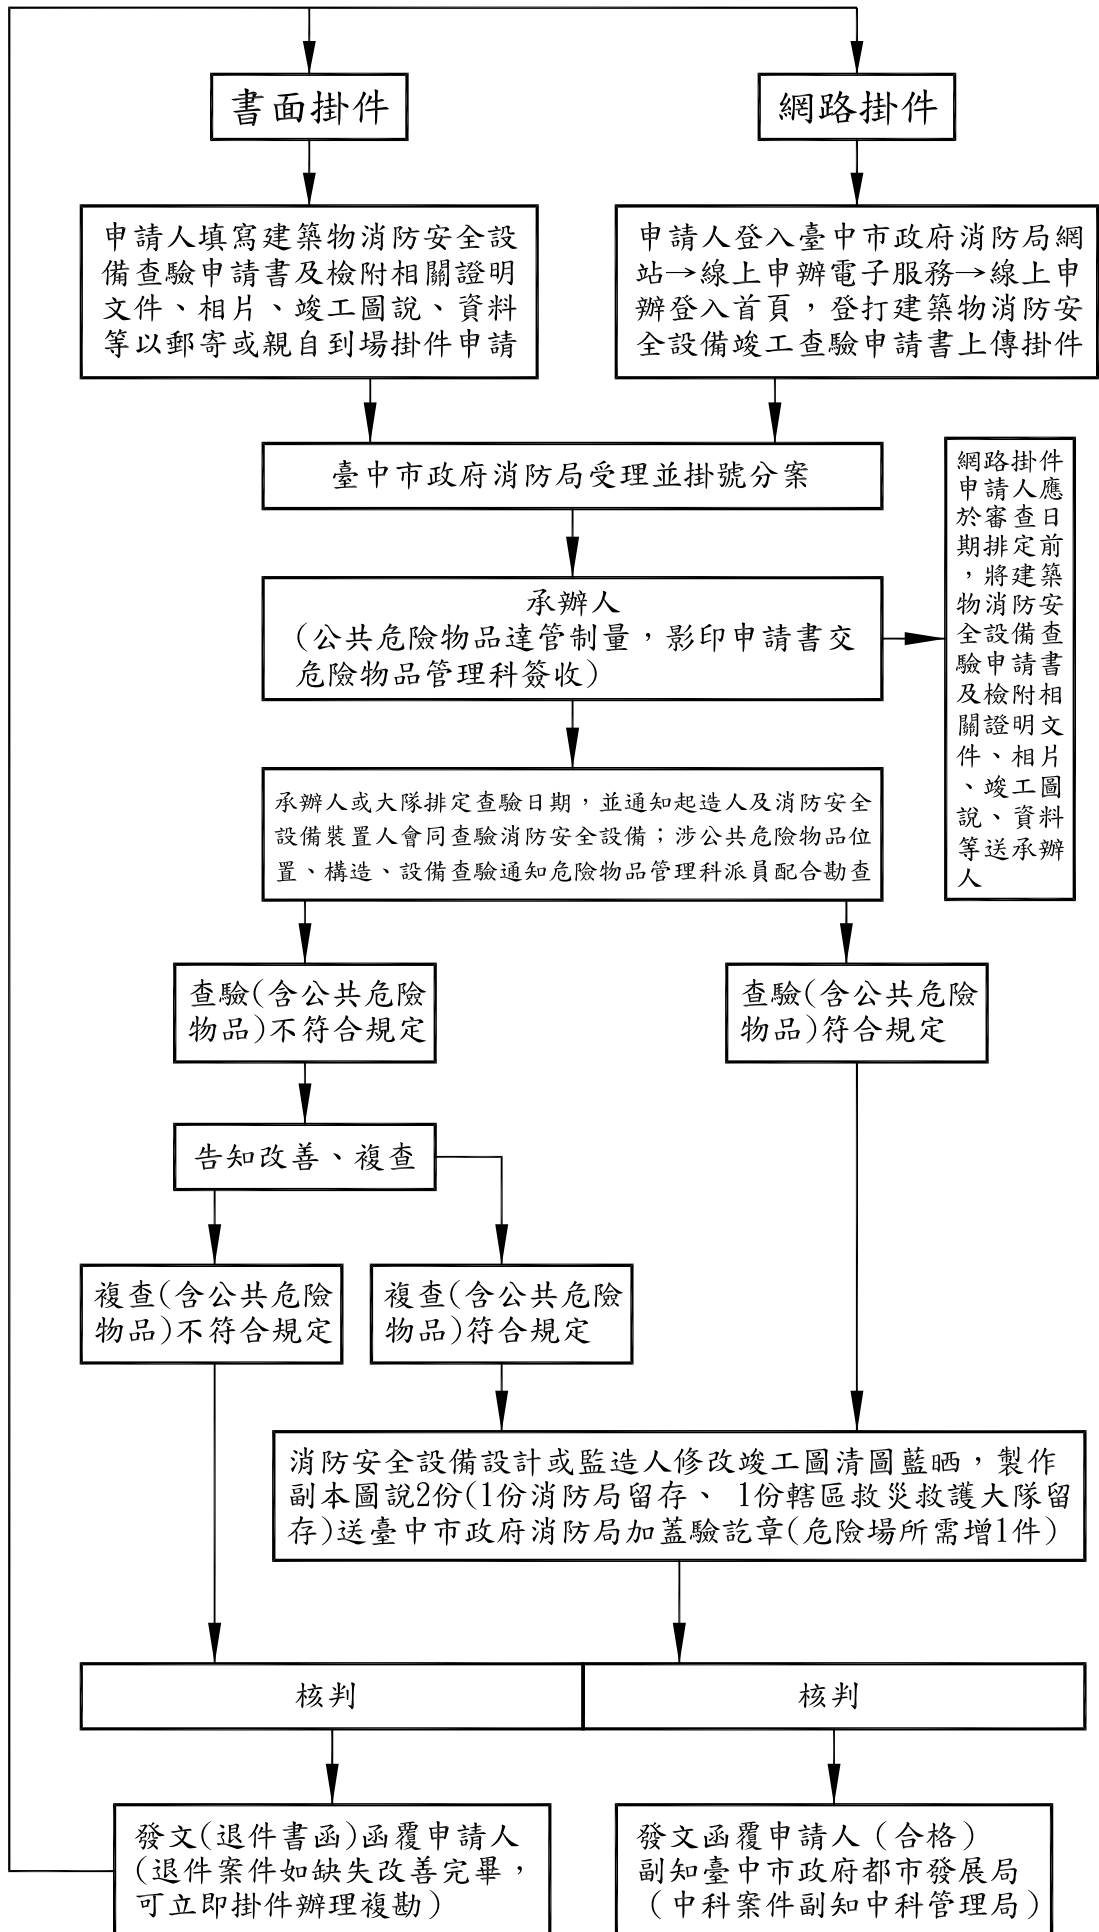 書面掛件
網路掛件
申請人填寫建築物消防安全設
備查驗申請書及檢附相關證明
文件、相片、竣工圖說、資料
等以郵寄或親自到場掛件申請
申請人登入臺中市政府消防局網
站→線上申辦電子服務→線上申
辦登入首頁，登打建築物消防安
全設備竣工查驗申請書上傳掛件
臺中市政府消防局受理並掛號分案
承辦人
(公共危險物品達管制量，影印申請書交
危險物品管理科簽收)
網路掛件
申請人應
於審查日
期排定前
，將建築
物消防安
全設備查
驗申請書
及檢附相
關證明文
件、相片
、竣工圖
說、資料
等送承辦
人
承辦人或大隊排定查驗日期，並通知起造人及消防安全
設備裝置人會同查驗消防安全設備；涉公共危險物品位
置、構造、設備查驗通知危險物品管理科派員配合勘查
查驗(含公共危險
物品)不符合規定
查驗(含公共危險
物品)符合規定
告知改善、複查
複查(含公共危險
物品)不符合規定
複查(含公共危險
物品)符合規定
消防安全設備設計或監造人修改竣工圖清圖藍晒，製作
副本圖說2份(1份消防局留存、 1份轄區救災救護大隊留
存)送臺中市政府消防局加蓋驗訖章(危險場所需增1件)
核判
核判
發文(退件書函)函覆申請人
(退件案件如缺失改善完畢，
可立即掛件辦理複勘)
發文函覆申請人（合格）
副知臺中市政府都市發展局
（中科案件副知中科管理局）